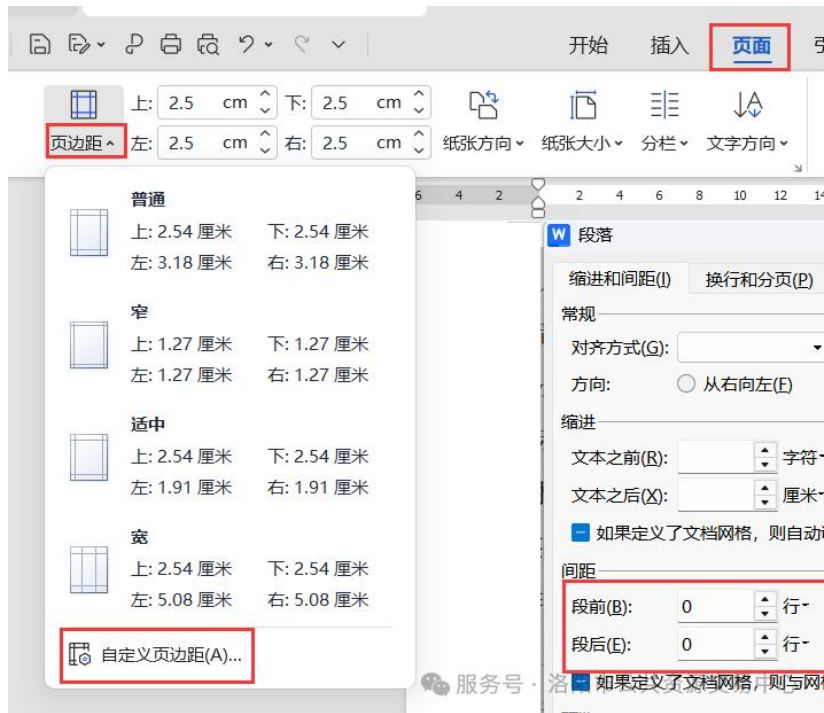 开始 插入 页面
页边距 上: 2.5 cm 下: 2.5 cm
左: 2.5 cm 右: 2.5 cm 纸张方向 纸张大小 分栏 文字方向
普通
上: 2.54 厘米 下: 2.54 厘米
左: 3.18 厘米 右: 3.18 厘米
窄
上: 1.27 厘米 下: 1.27 厘米
左: 1.27 厘米 右: 1.27 厘米
适中
上: 2.54 厘米 下: 2.54 厘米
左: 1.91 厘米 右: 1.91 厘米
宽
上: 2.54 厘米 下: 2.54 厘米
左: 5.08 厘米 右: 5.08 厘米
自定义页边距(A)...
6 4 2 2 4 6 8 10 12 14
W 段落
缩进和间距(I) 换行和分页(P)
常规
对齐方式(G):
方向: 从右向左(F)
缩进
文本之前(R): 字符
文本之后(X): 厘米
如果定义了文档网格，则自动
间距
段前(B): 0 行
段后(E): 0 行
如果定义了文档网格，则与网
服务号 · 洛